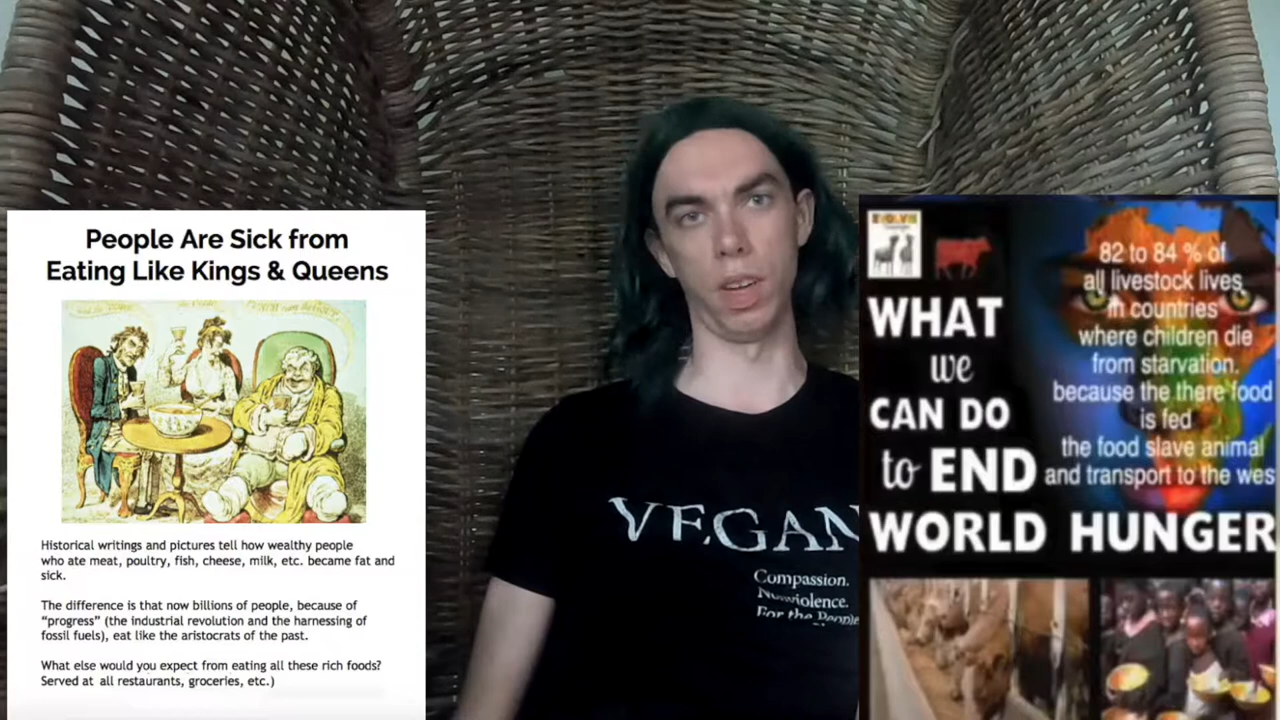 People Are Sick from
Eating Like Kings & Queens
Historical writings and pictures tell how wealthy people
who ate meat, poultry, fish, cheese, milk, etc. became fat and
sick.
The difference is that now billions of people, because of
“progress” (the industrial revolution and the harnessing of
fossil fuels), eat like the aristocrats of the past.
What else would you expect from eating all these rich foods?
Served at all restaurants, groceries, etc.)
VEGAN
Compassion.
Nonviolence.
For the People
WHAT
we
CAN DO
to END
WORLD HUNGER
82 to 84 % of
all livestock lives
in countries
where children die
from starvation.
because the there food
is fed
the food slave animal
and transport to the wes